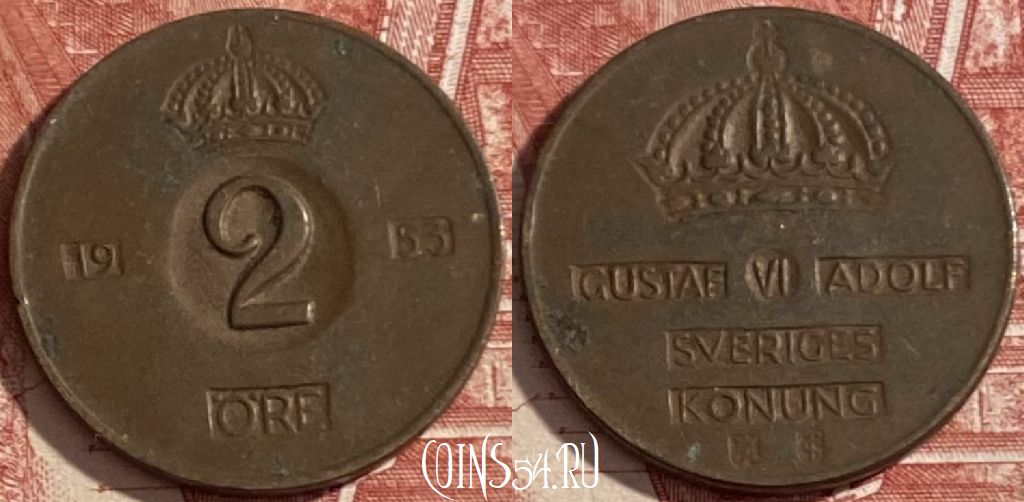 19 2 53
ÖRE
GUSTAF VI ADOLF
SVERIGES
KONUNG
COINS54.RU